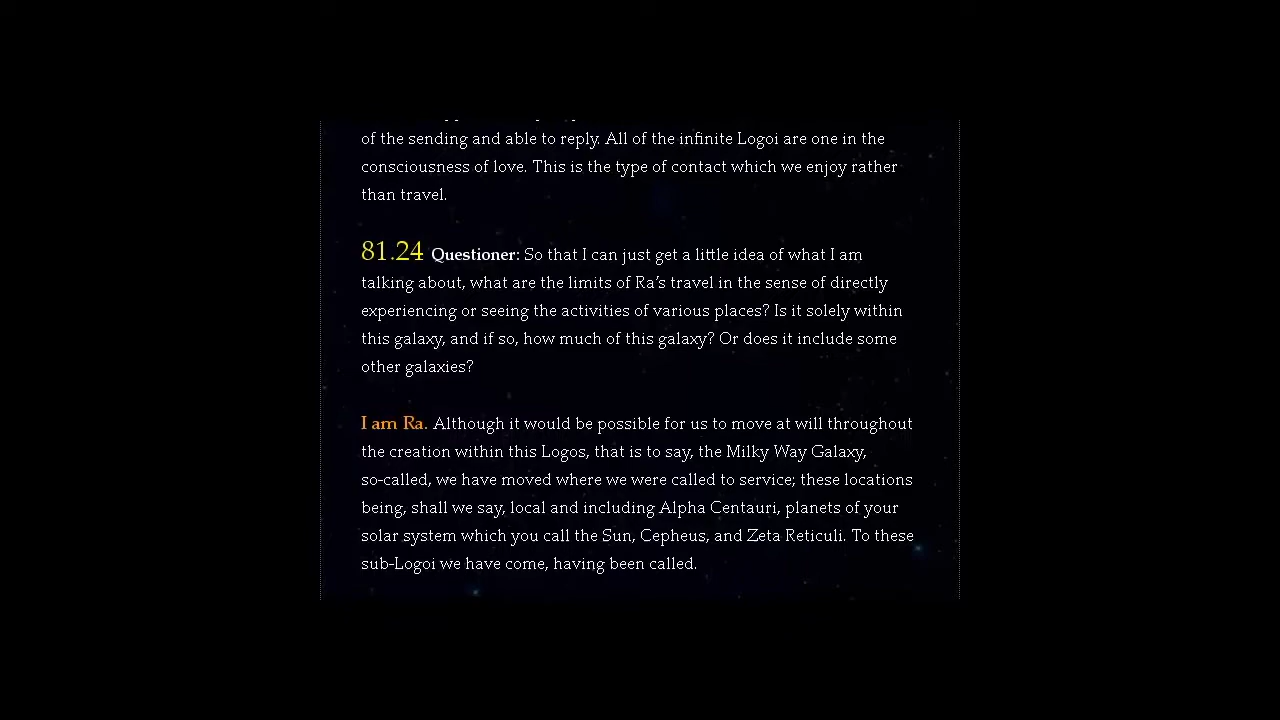 of the sending and able to reply. All of the infinite Logoi are one in the
consciousness of love. This is the type of contact which we enjoy rather
than travel.
81.24 Questioner: So that I can just get a little idea of what I am
talking about, what are the limits of Ra’s travel in the sense of directly
experiencing or seeing the activities of various places? Is it solely within
this galaxy, and if so, how much of this galaxy? Or does it include some
other galaxies?
I am Ra. Although it would be possible for us to move at will throughout
the creation within this Logos, that is to say, the Milky Way Galaxy,
so-called, we have moved where we were called to service; these locations
being, shall we say, local and including Alpha Centauri, planets of your
solar system which you call the Sun, Cepheus, and Zeta Reticuli. To these
sub-Logoi we have come, having been called.